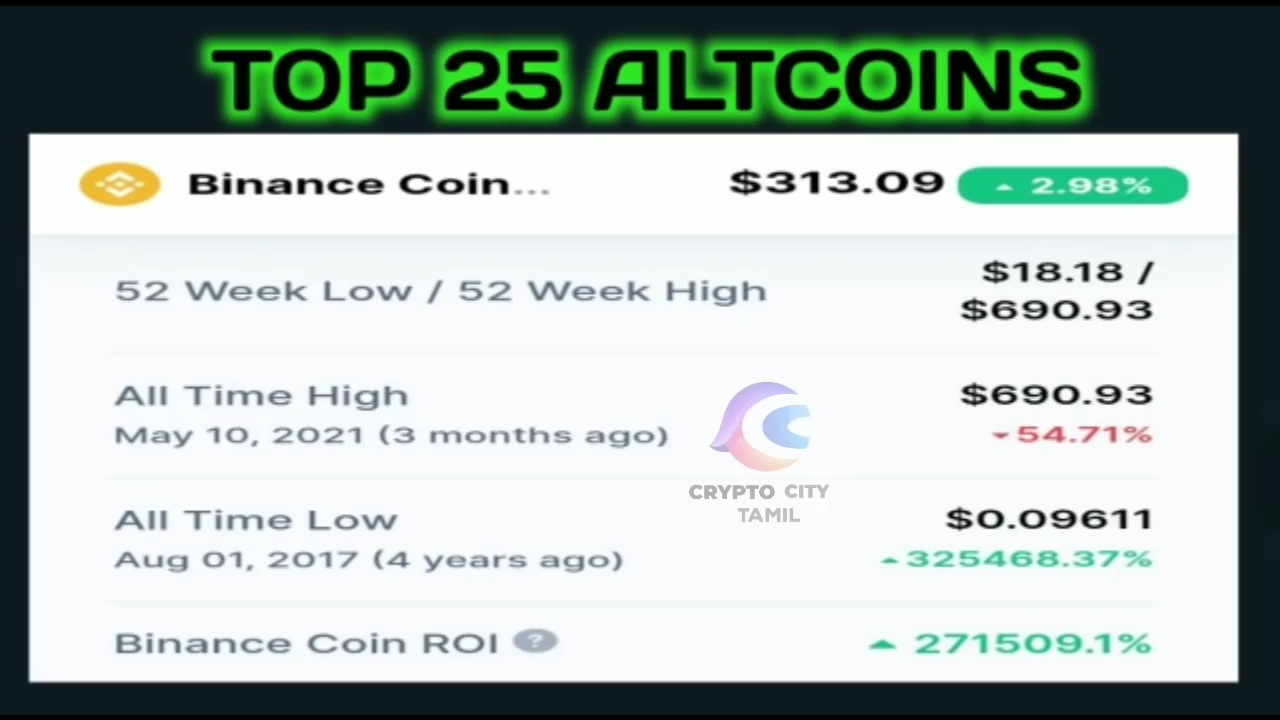 TOP 25 ALTCOINS
Binance Coin... $313.09 2.98%
52 Week Low / 52 Week High $18.18 /
$690.93
All Time High $690.93
May 10, 2021 (3 months ago) 54.71%
CRYPTO CITY
TAMIL
All Time Low $0.09611
Aug 01, 2017 (4 years ago) 325468.37%
Binance Coin ROI ? 271509.1%